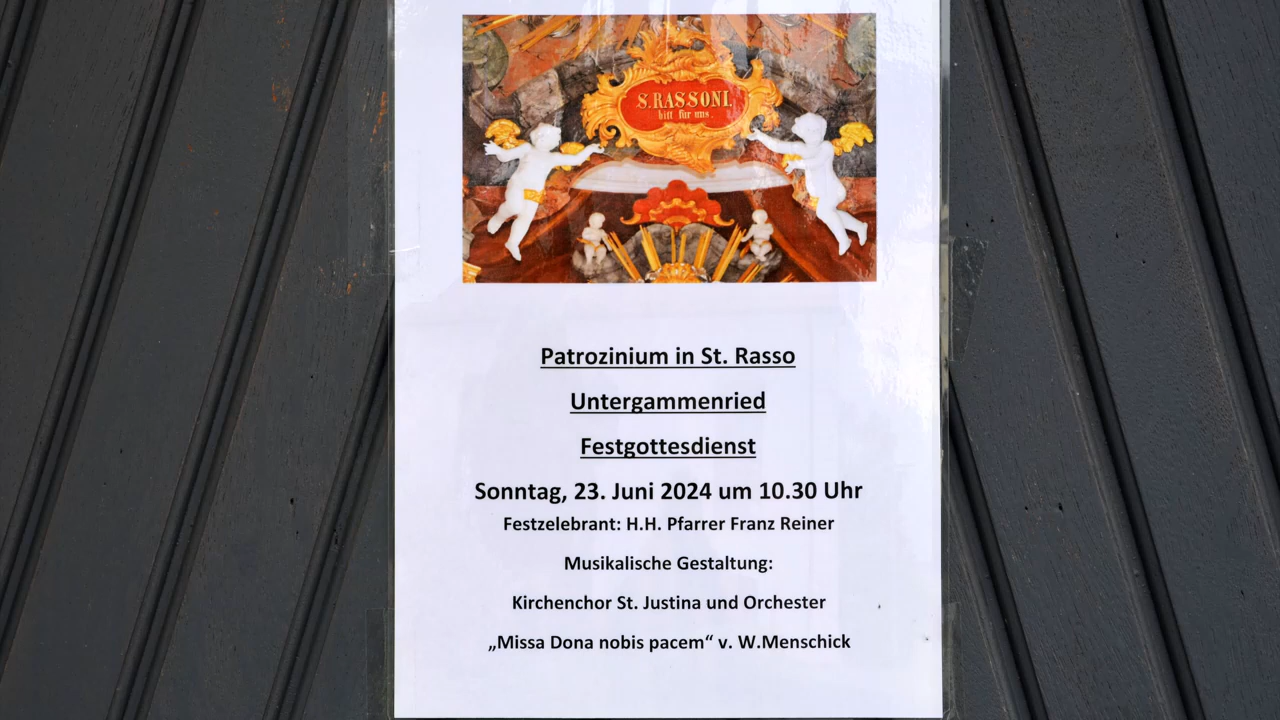 S.RASSONI.
bitt für uns.
Patrozinium in St. Rasso
Untergammenried
Festgottesdienst
Sonntag, 23. Juni 2024 um 10.30 Uhr
Festzelebrant: H.H. Pfarrer Franz Reiner
Musikalische Gestaltung:
Kirchenchor St. Justina und Orchester
„Missa Dona nobis pacem“ v. W.Menschick